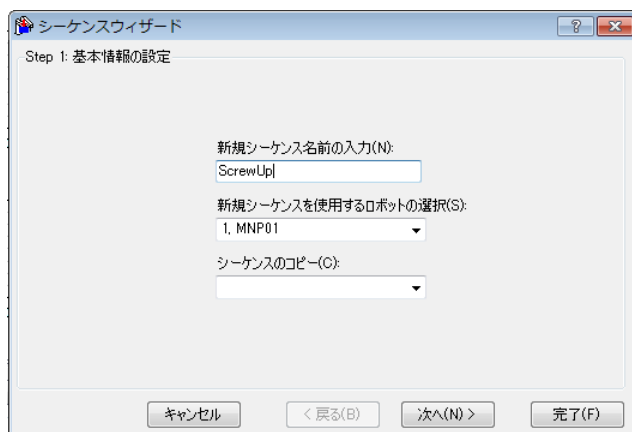 シーケンスウィザード
Step 1: 基本情報の設定
新規シーケンス名前の入力(N):
ScrewUp
新規シーケンスを使用するロボットの選択(S):
1, MNP01
シーケンスのコピー(C):
キャンセル
< 戻る(B)
次へ(N) >
完了(F)